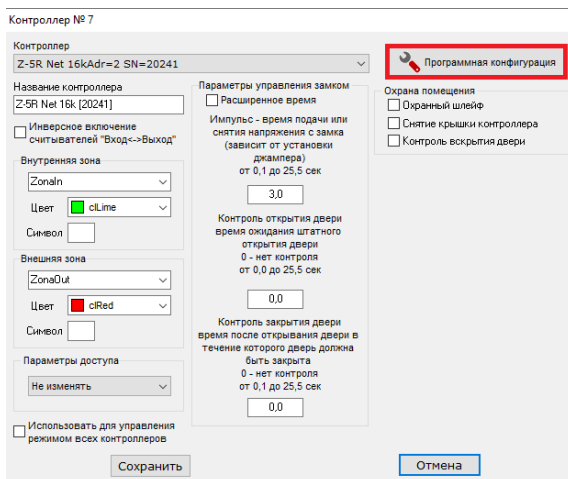 Контроллер № 7
Контроллер
Z-5R Net 16kAdr=2 SN=20241
Программная конфигурация
Название контроллера
Z-5R Net 16k [20241]
Инверсное включение
считывателей "Вход<->Выход"
Внутренняя зона
ZonaIn
Цвет
clLime
Символ
Внешняя зона
ZonaOut
Цвет
clRed
Символ
Параметры доступа
Не изменять
Использовать для управления
режимом всех контроллеров
Параметры управления замком
Расширенное время
Импульс - время подачи или
снятия напряжения с замка
(зависит от установки
джампера)
от 0,1 до 25,5 сек
3,0
Контроль открытия двери
время ожидания штатного
открытия двери
0 - нет контроля
от 0,0 до 25,5 сек
0,0
Контроль закрытия двери
время после открывания двери в
течение которого дверь должна
быть закрыта
0 - нет контроля
от 0,1 до 25,5 сек
0,0
Охрана помещения
Охранный шлейф
Снятие крышки контроллера
Контроль вскрытия двери
Сохранить
Отмена